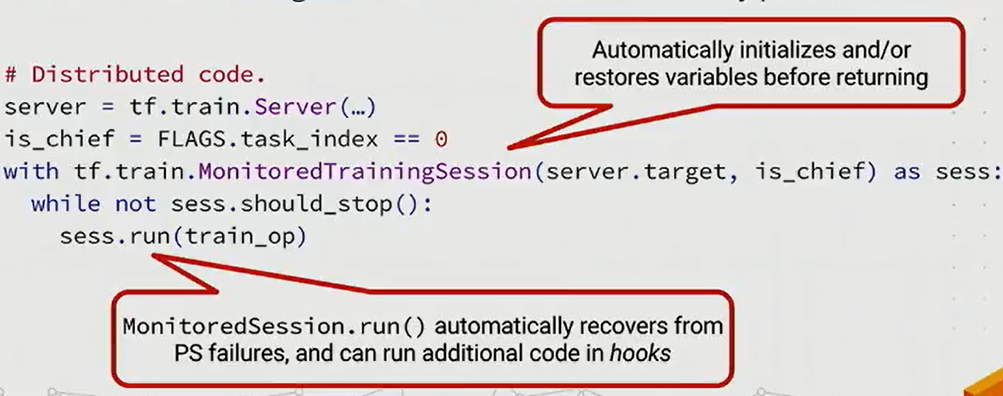 Automatically initializes and/or
restores variables before returning
# Distributed code.
server = tf.train.Server(…)
is_chief = FLAGS.task_index == 0
with tf.train.MonitoredTrainingSession(server.target, is_chief) as sess:
while not sess.should_stop():
sess.run(train_op)
MonitoredSession.run() automatically recovers from
PS failures, and can run additional code in hooks